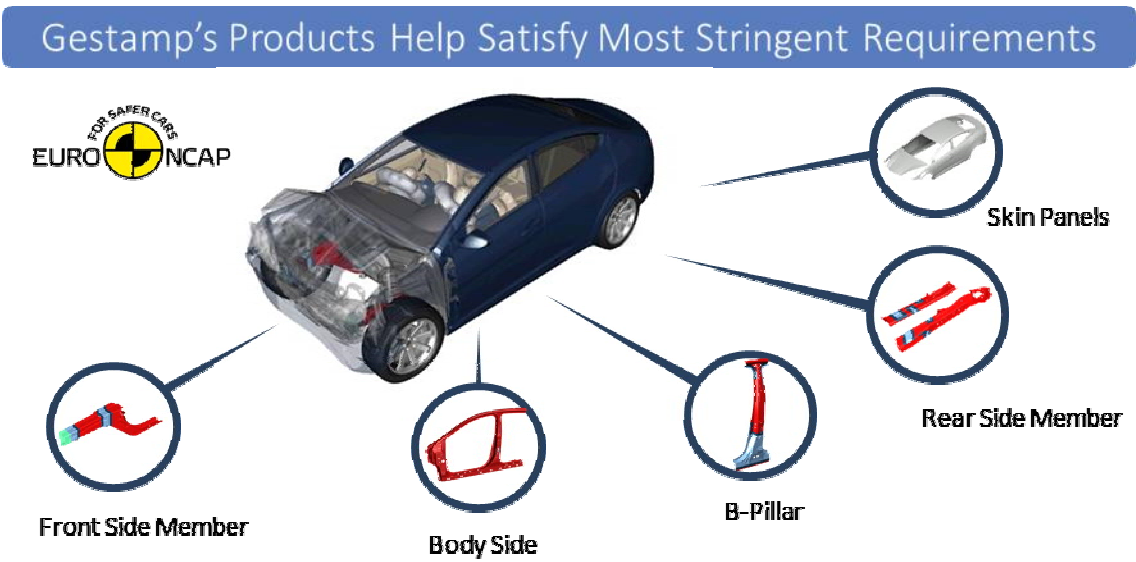 Gestamp's Products Help Satisfy Most Stringent Requirements
FOR SAFER CARS
EURO NCAP
Skin Panels
Rear Side Member
B-Pillar
Front Side Member
Body Side